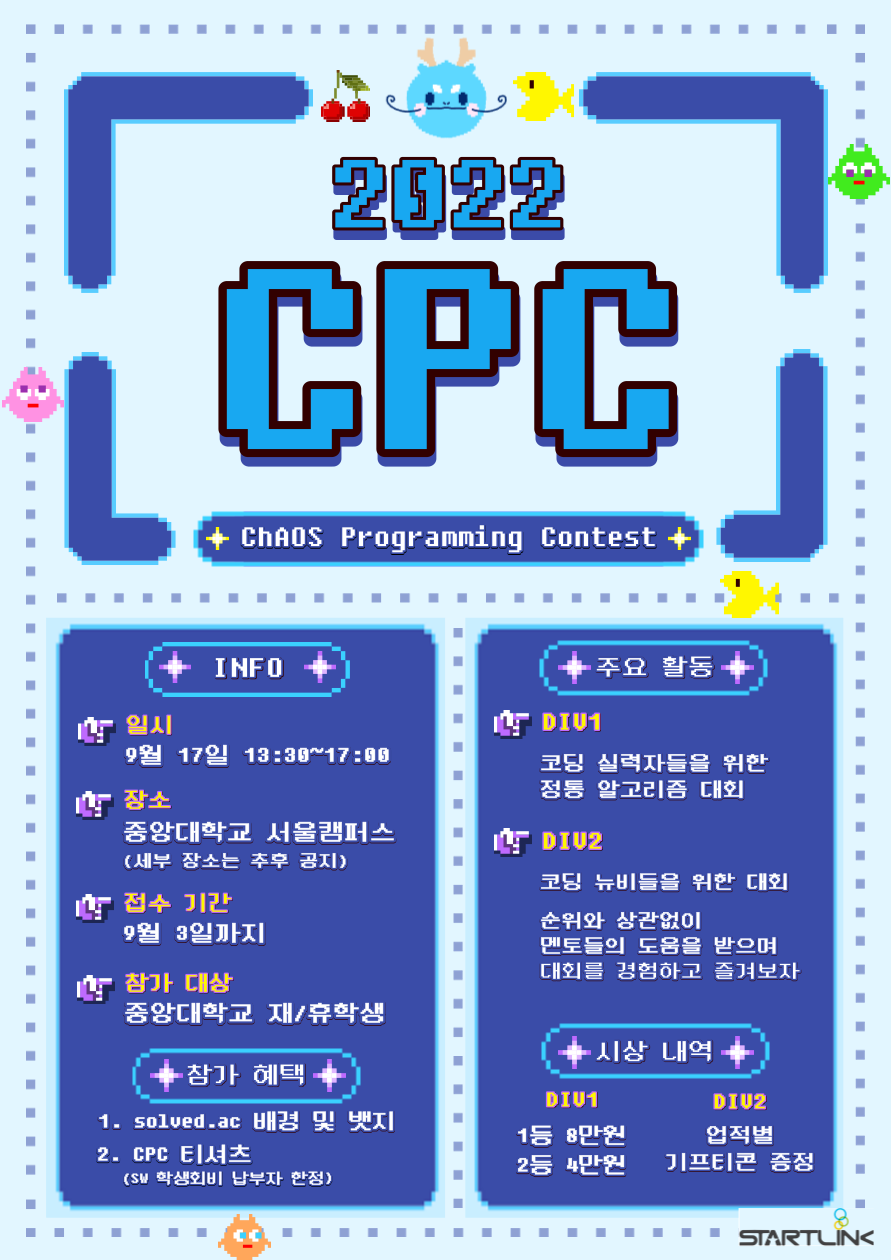 2022
CPC
ChAOS Programming Contest
INFO
일시
9월 17일 13:30~17:00
장소
중앙대학교 서울캠퍼스
(세부 장소는 추후 공지)
접수 기간
9월 3일까지
참가 대상
중앙대학교 재/휴학생
참가 혜택
1. solved.ac 배경 및 뱃지
2. CPC 티셔츠
(SW 학생회비 납부자 한정)
주요 활동
DIV1
코딩 실력자들을 위한
정통 알고리즘 대회
DIV2
코딩 뉴비들을 위한 대회
순위와 상관없이
멘토들의 도움을 받으며
대회를 경험하고 즐겨보자
시상 내역
DIV1
1등 8만원
2등 4만원
DIV2
업적별
기프티콘 증정
STARTLINK